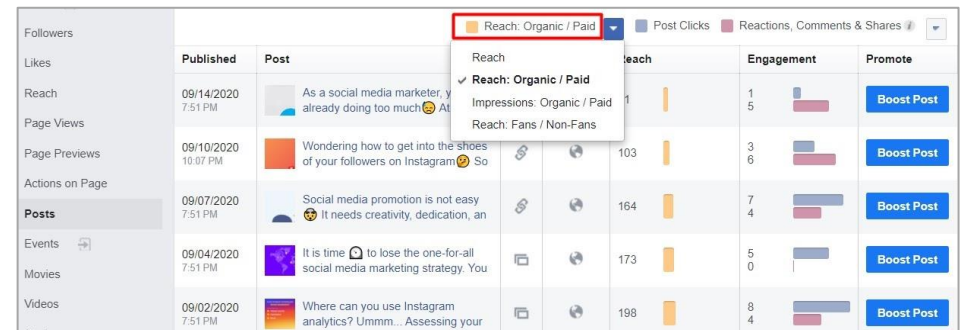 Followers
Likes
Reach
Page Views
Page Previews
Actions on Page
Posts
Events
Movies
Videos
Reach: Organic / Paid Post Clicks Reactions, Comments & Shares i
Reach
✓ Reach: Organic / Paid
Impressions: Organic / Paid
Reach: Fans / Non-Fans
Published Post Reach Engagement Promote
09/14/2020 As a social media marketer, 1 Boost Post
7:51 PM already doing too much😓 At 5
09/10/2020 Wondering how to get into the shoes 103 3 Boost Post
10:07 PM of your followers on Instagram🤔 So 6
09/07/2020 Social media promotion is not easy 164 7 Boost Post
7:51 PM It needs creativity, dedication, an 4
09/04/2020 It is time to lose the one-for-all 173 5 Boost Post
7:51 PM social media marketing strategy. You 0
09/02/2020 Where can you use Instagram 198 8 Boost Post
7:51 PM analytics? Ummm... Assessing your 4